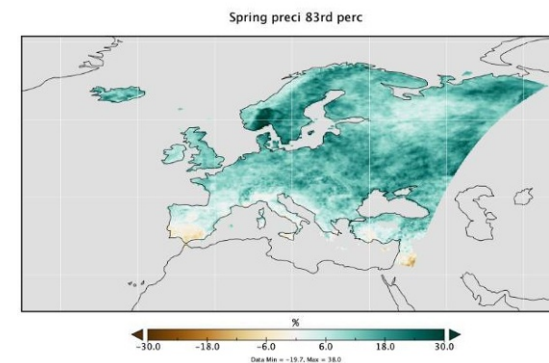 Spring preci 83rd perc
%
-30.0 -18.0 -6.0 6.0 18.0 30.0
Data Min = -19.7, Max = 38.0